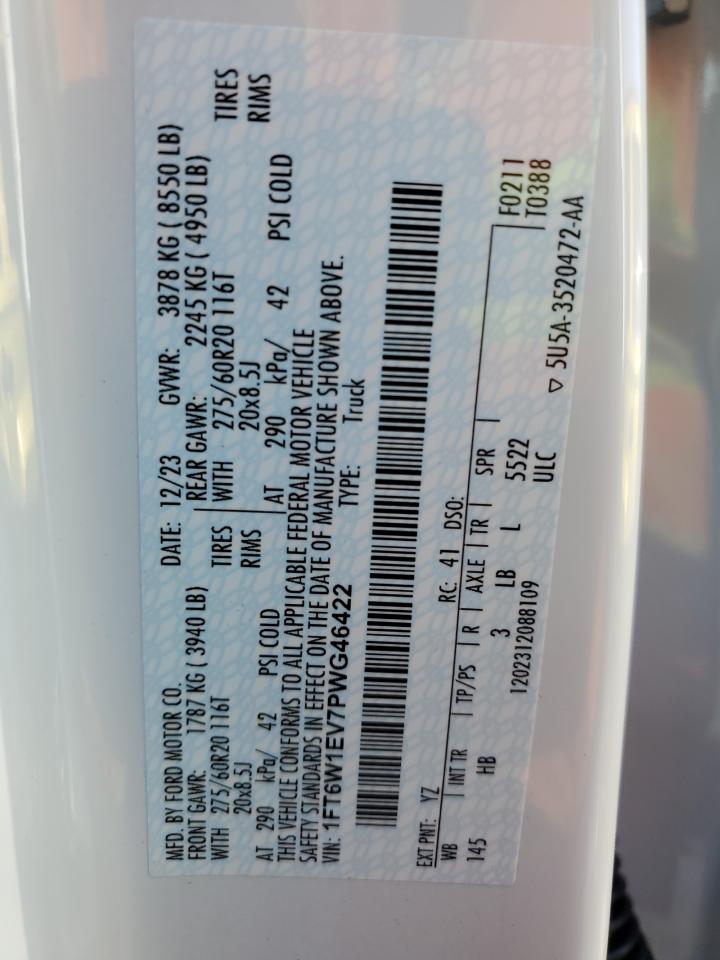 MFD. BY FORD MOTOR CO. DATE: 12/23 GVWR: 3878 KG ( 8550 LB)
FRONT GAWR: 1787 KG ( 3940 LB) REAR GAWR: 2245 KG ( 4950 LB)
WITH 275/60R20 116T TIRES WITH 275/60R20 116T TIRES
20x8.5J RIMS 20x8.5J RIMS
AT 290 kPa/ 42 PSI COLD AT 290 kPa/ 42 PSI COLD
THIS VEHICLE CONFORMS TO ALL APPLICABLE FEDERAL MOTOR VEHICLE
SAFETY STANDARDS IN EFFECT ON THE DATE OF MANUFACTURE SHOWN ABOVE.
VIN: 1FT6W1EV7PWG46422 TYPE: Truck
EXT PNT: YZ RC: 41 DSO: F0211
WB INT TR TP/PS R AXLE TR SPR T0388
145 HB 3 LB L 5522
1202312088109 ULC ▽ 5U5A-3520472-AA